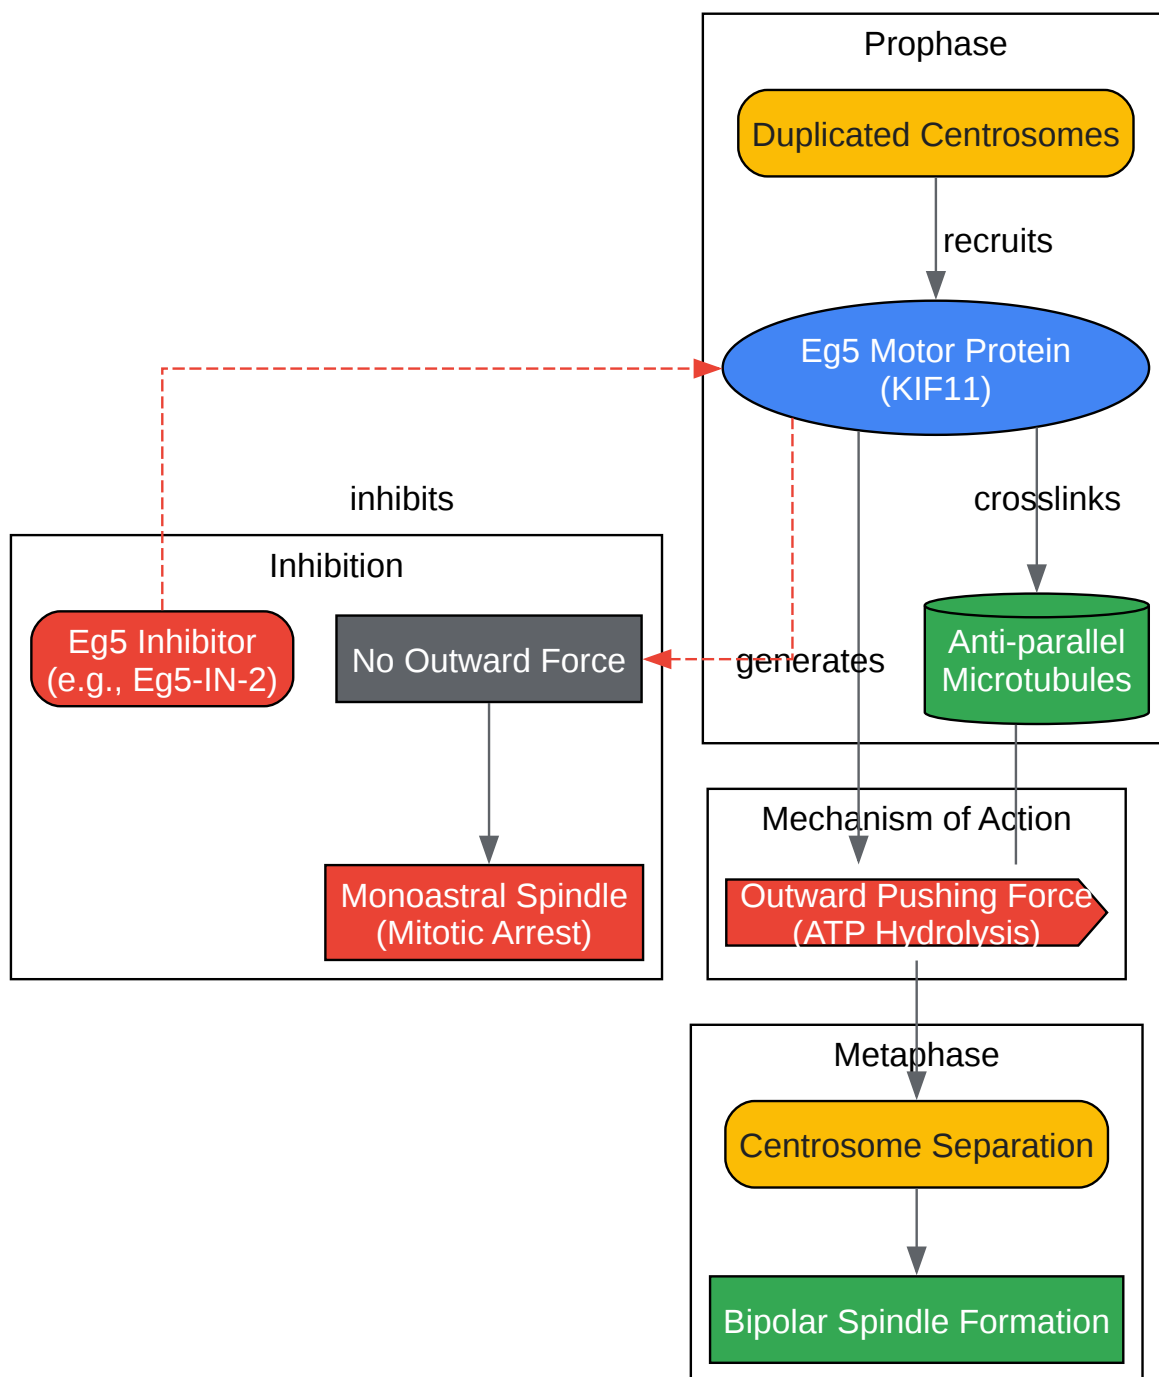 Prophase
Duplicated Centrosomes
recruits
Eg5 Motor Protein
(KIF11)
inhibits
crosslinks
Inhibition
Eg5 Inhibitor
(e.g., Eg5-IN-2)
No Outward Force
generates
Anti-parallel
Microtubules
Mechanism of Action
Monoastral Spindle
(Mitotic Arrest)
Outward Pushing Force
(ATP Hydrolysis)
Metaphase
Centrosome Separation
Bipolar Spindle Formation